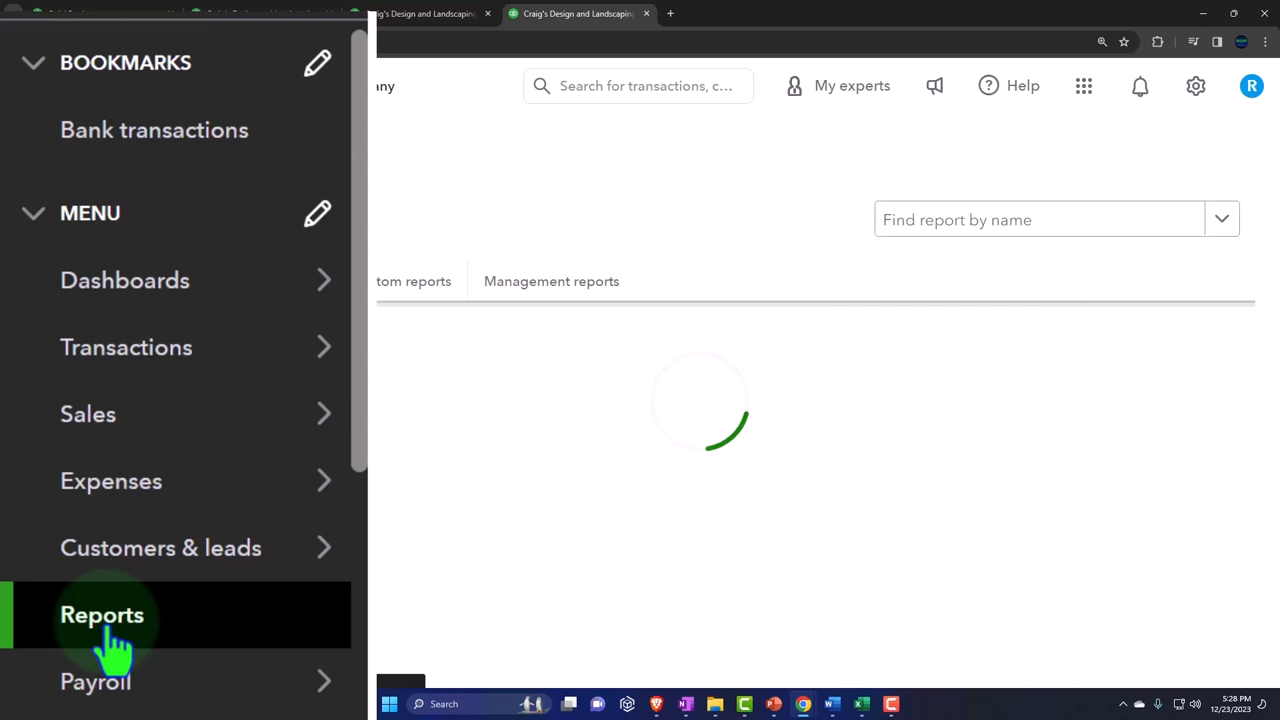 aig's Design and Landscaping
Craig's Design and Landscaping
any
Search for transactions, c...
My experts
Help
R
BOOKMARKS
Bank transactions
MENU
Dashboards
Transactions
Sales
Expenses
Customers & leads
Reports
Payroll
Find report by name
tom reports
Management reports
Search
5:28 PM
12/23/2023